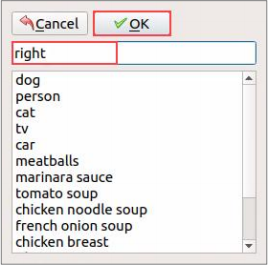 Cancel OK
right
dog
person
cat
tv
car
meatballs
marinara sauce
tomato soup
chicken noodle soup
french onion soup
chicken breast